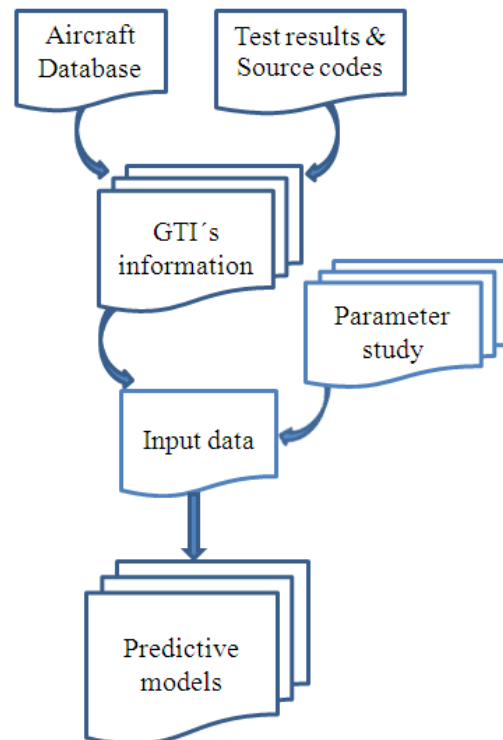 Aircraft
Database
Test results &
Source codes
GTI´s
information
Parameter
study
Input data
Predictive
models